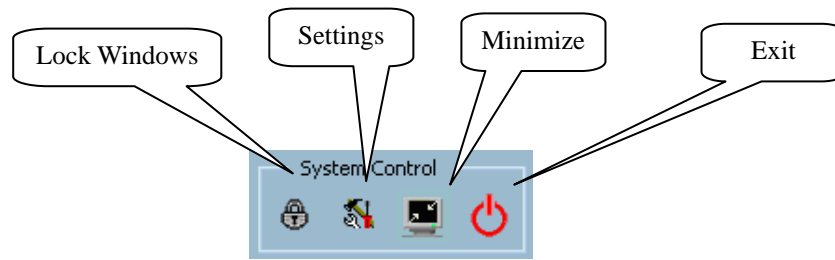 Lock Windows
Settings
Minimize
Exit
System Control